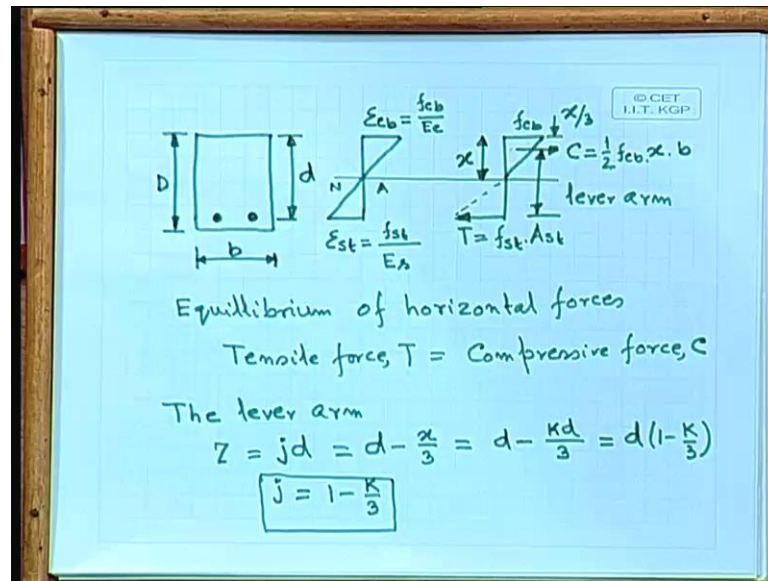 © CET
I.I.T. KGP
εcb = fcb/Ec
fcb
x/3
D
d
x
C = 1/2 fcb. x. b
N A
lever arm
b
εst = fst/Es
T = fst. Ast
Equillibrium of horizontal forces
Tensile force, T = Compressive force, C
The lever arm
Z = jd = d - x/3 = d - Kd/3 = d(1 - K/3)
j = 1 - K/3